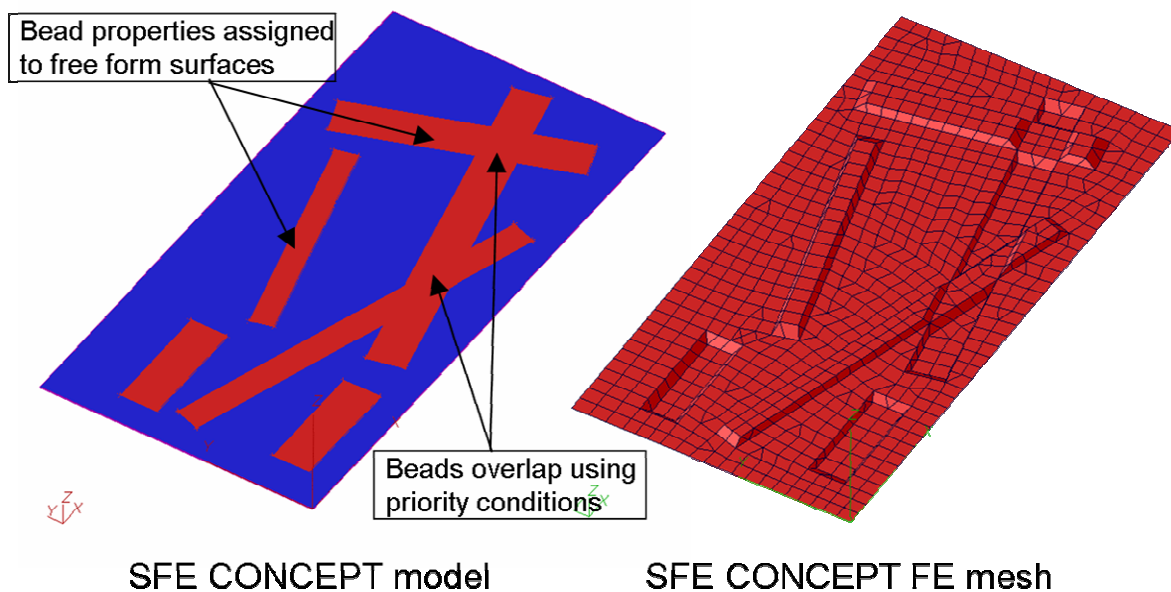 Bead properties assigned
to free form surfaces
Beads overlap using
priority conditions
Z
Y X
Z
X
SFE CONCEPT model
SFE CONCEPT FE mesh